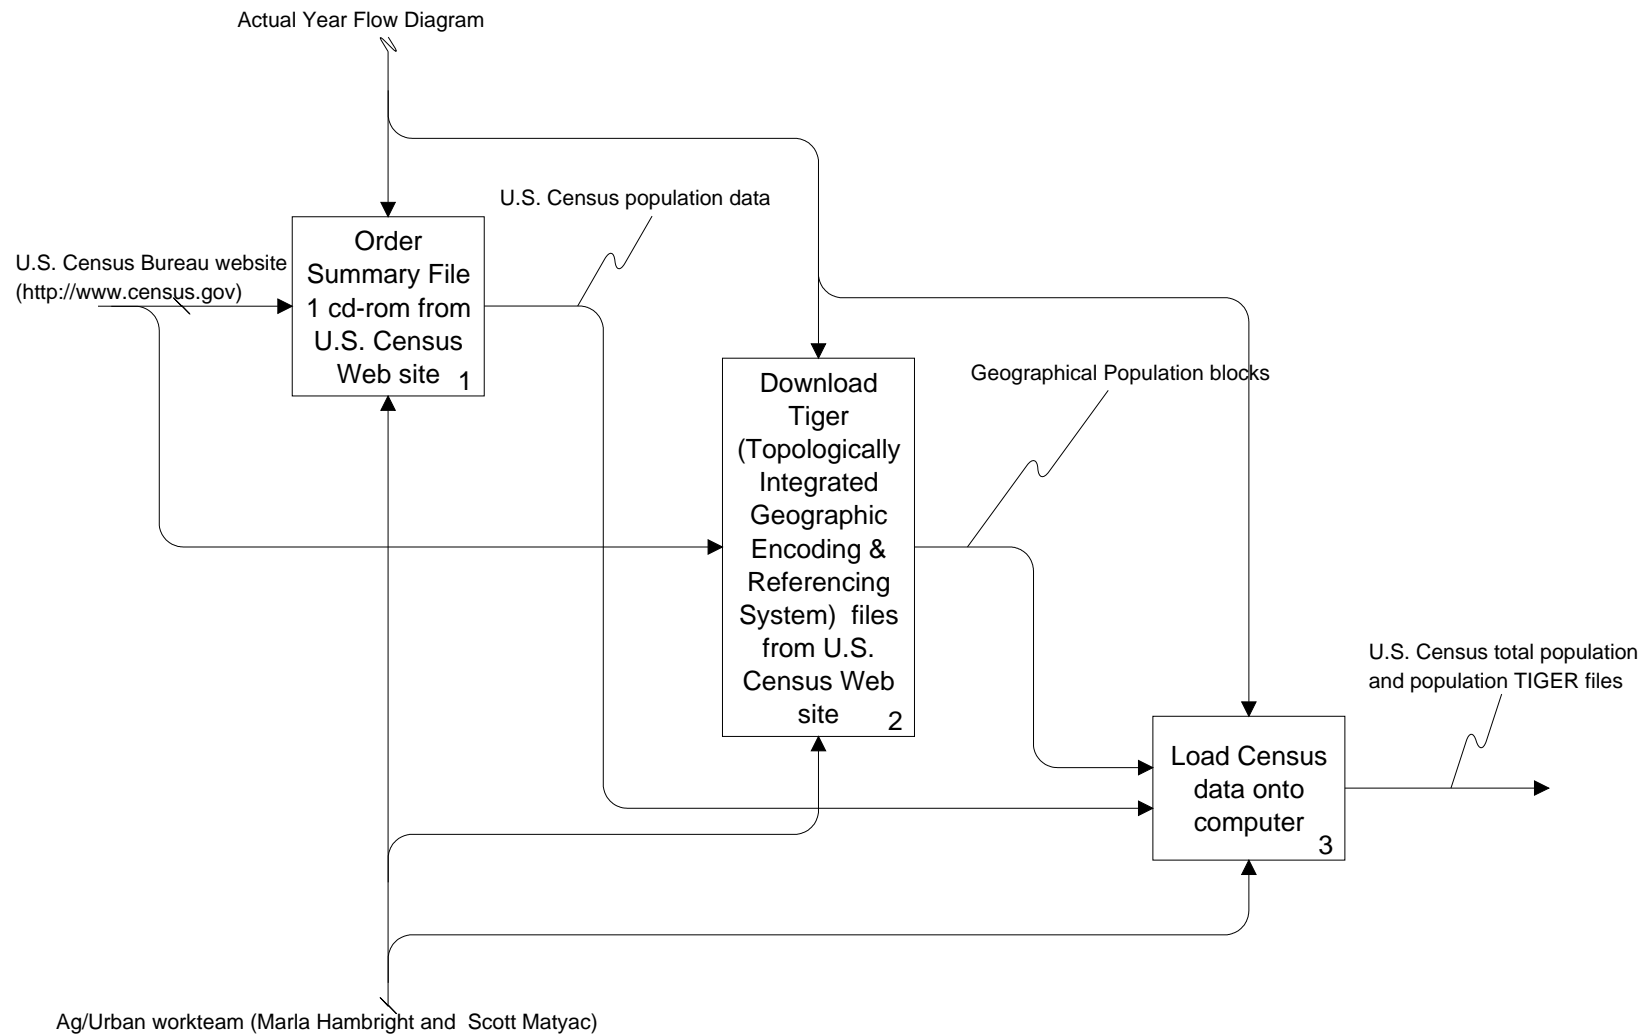 Actual Year Flow Diagram
U.S. Census population data
U.S. Census Bureau website
(http://www.census.gov)
Order
Summary File
1 cd-rom from
U.S. Census
Web site 1
Geographical Population blocks
Download
Tiger
(Topologically
Integrated
Geographic
Encoding &
Referencing
System) files
from U.S.
Census Web
site 2
U.S. Census total population
and population TIGER files
Load Census
data onto
computer
3
Ag/Urban workteam (Marla Hambright and Scott Matyac)